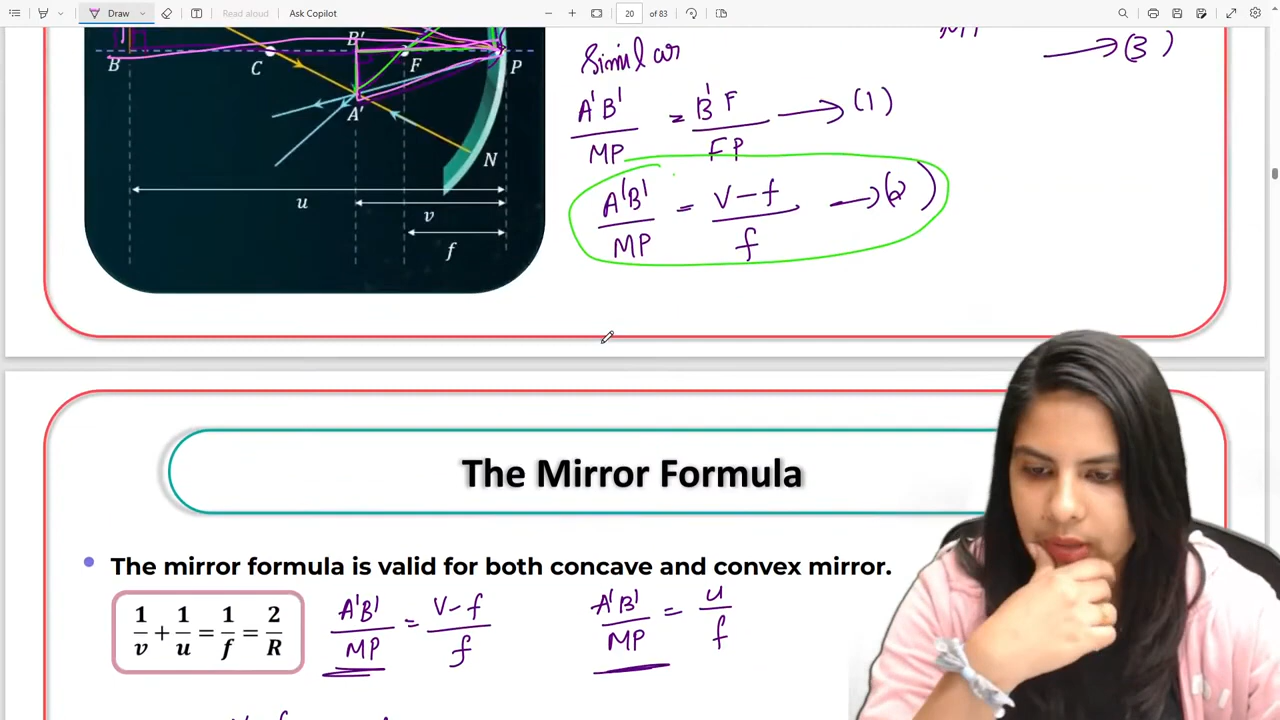 Draw
Read aloud
Ask Copilot
20 of 83
B
C
B'
F
P
A'
N
u
v
f
Similar
→ (3)
A'B' / MP = B'F / FP → (1)
A'B' / MP = v-f / f → (2)
The Mirror Formula
• The mirror formula is valid for both concave and convex mirror.
1/v + 1/u = 1/f = 2/R
A'B' / MP = v-f / f
A'B' / MP = u / f